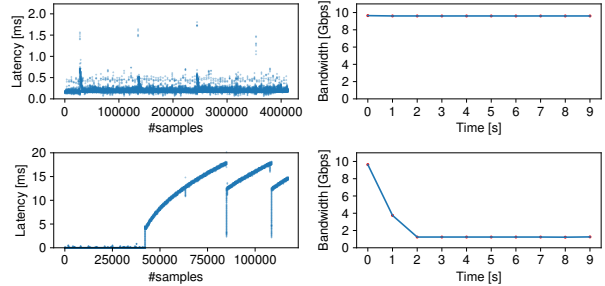 2.0
1.5
1.0
0.5
0.0
Latency [ms]
0 100000 200000 300000 400000
#samples
10
8
6
4
2
0
Bandwidth [Gbps]
0 1 2 3 4 5 6 7 8 9
Time [s]
20
15
10
5
0
Latency [ms]
0 25000 50000 75000 100000
#samples
10
8
6
4
2
0
Bandwidth [Gbps]
0 1 2 3 4 5 6 7 8 9
Time [s]